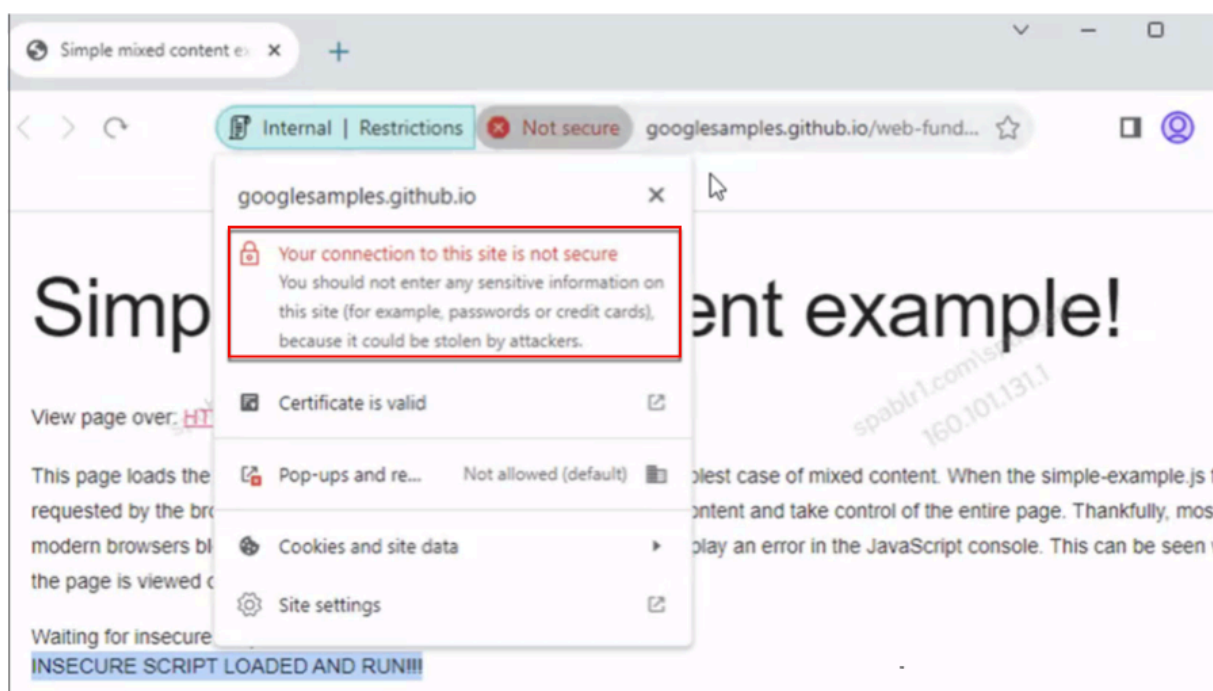 Simple mixed content e
Internal | Restrictions
Not secure
googlesamples.github.io/web-fund...
googlesamples.github.io
Your connection to this site is not secure
You should not enter any sensitive information on
this site (for example, passwords or credit cards),
because it could be stolen by attackers.
Simp
ent example!
Certificate is valid
View page over: HT
spablr1.com\
160.101.131.1
Pop-ups and re...
Not allowed (default)
This page loads the
plest case of mixed content. When the simple-example.js
requested by the bro
ontent and take control of the entire page. Thankfully, mos
modern browsers bl
play an error in the JavaScript console. This can be seen
the page is viewed
Cookies and site data
Site settings
Waiting for insecure
INSECURE SCRIPT LOADED AND RUN!!!